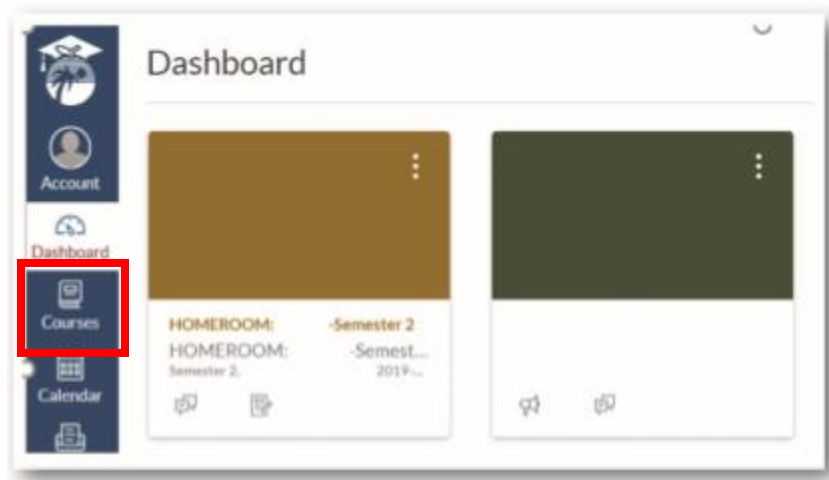 Dashboard
Account
Dashboard
Courses
Calendar
HOMEROOM: -Semester 2
HOMEROOM: -Semest...
Semester 2, 2019-...